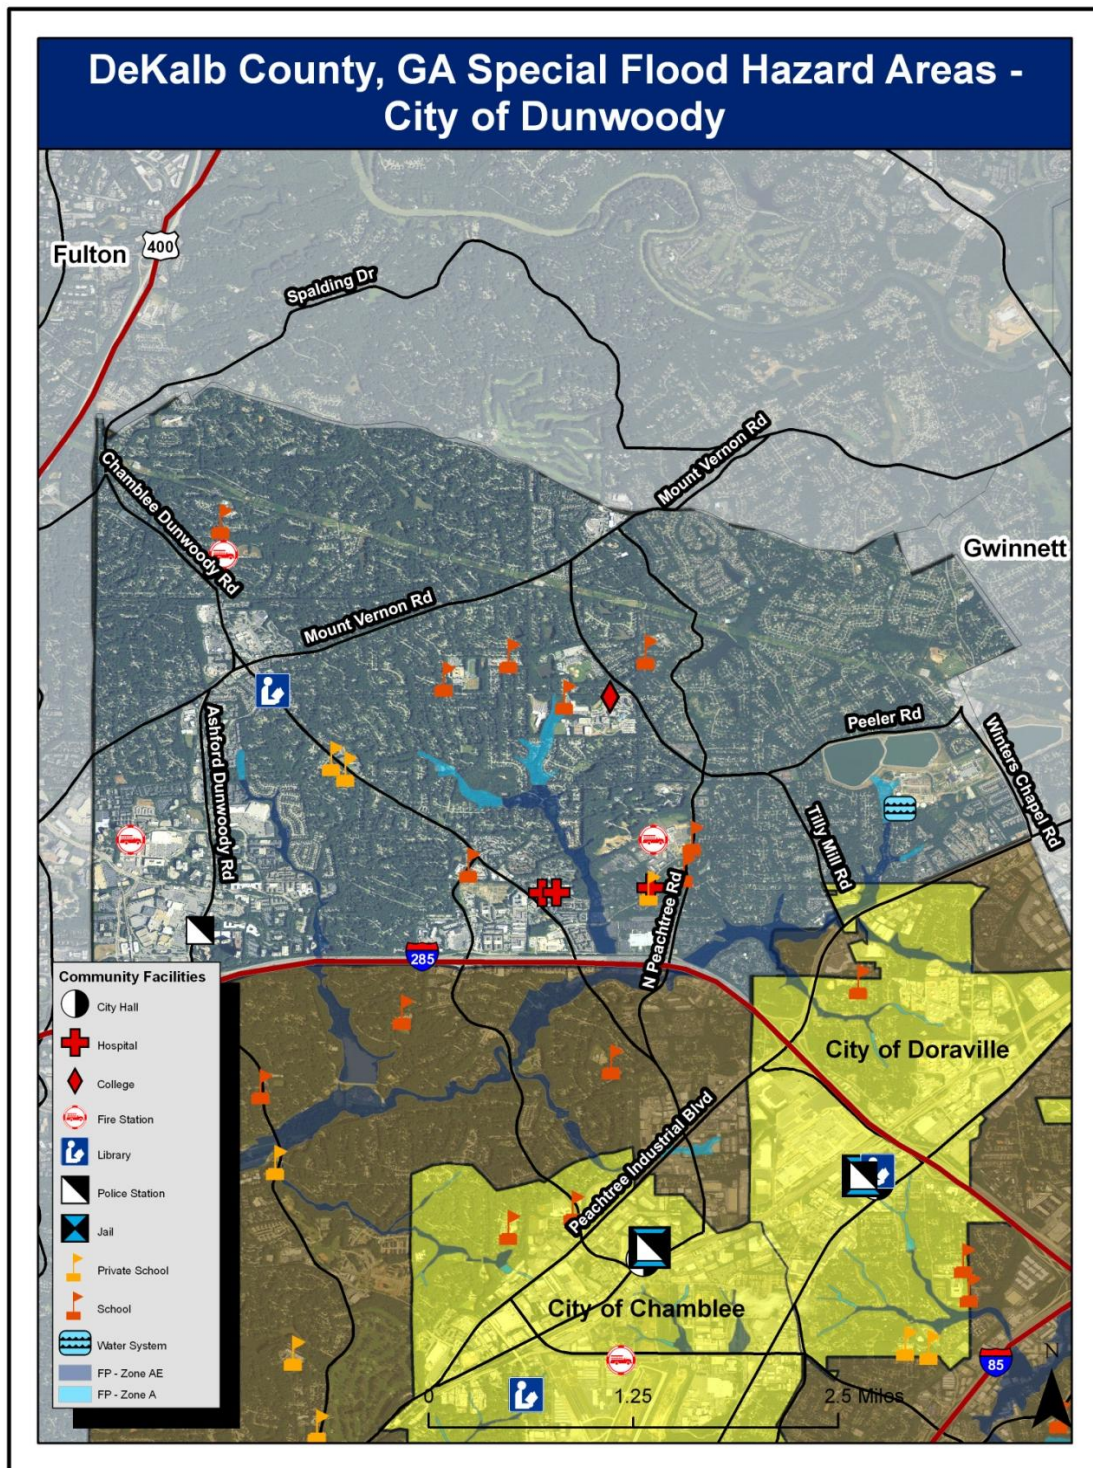 DeKalb County, GA Special Flood Hazard Areas -
City of Dunwoody
Fulton
400
Spalding Dr
Mount Vernon Rd
Chamblee Dunwoody Rd
Gwinnett
Mount Vernon Rd
Ashford Dunwoody Rd
Peeler Rd
Winters Chapel Rd
Tilly Mill Rd
N Peachtree Rd
285
City of Doraville
Peachtree Industrial Blvd
City of Chamblee
85
N
0
1.25
2.5 Miles
Community Facilities
City Hall
Hospital
College
Fire Station
Library
Police Station
Jail
Private School
School
Water System
FP - Zone AE
FP - Zone A